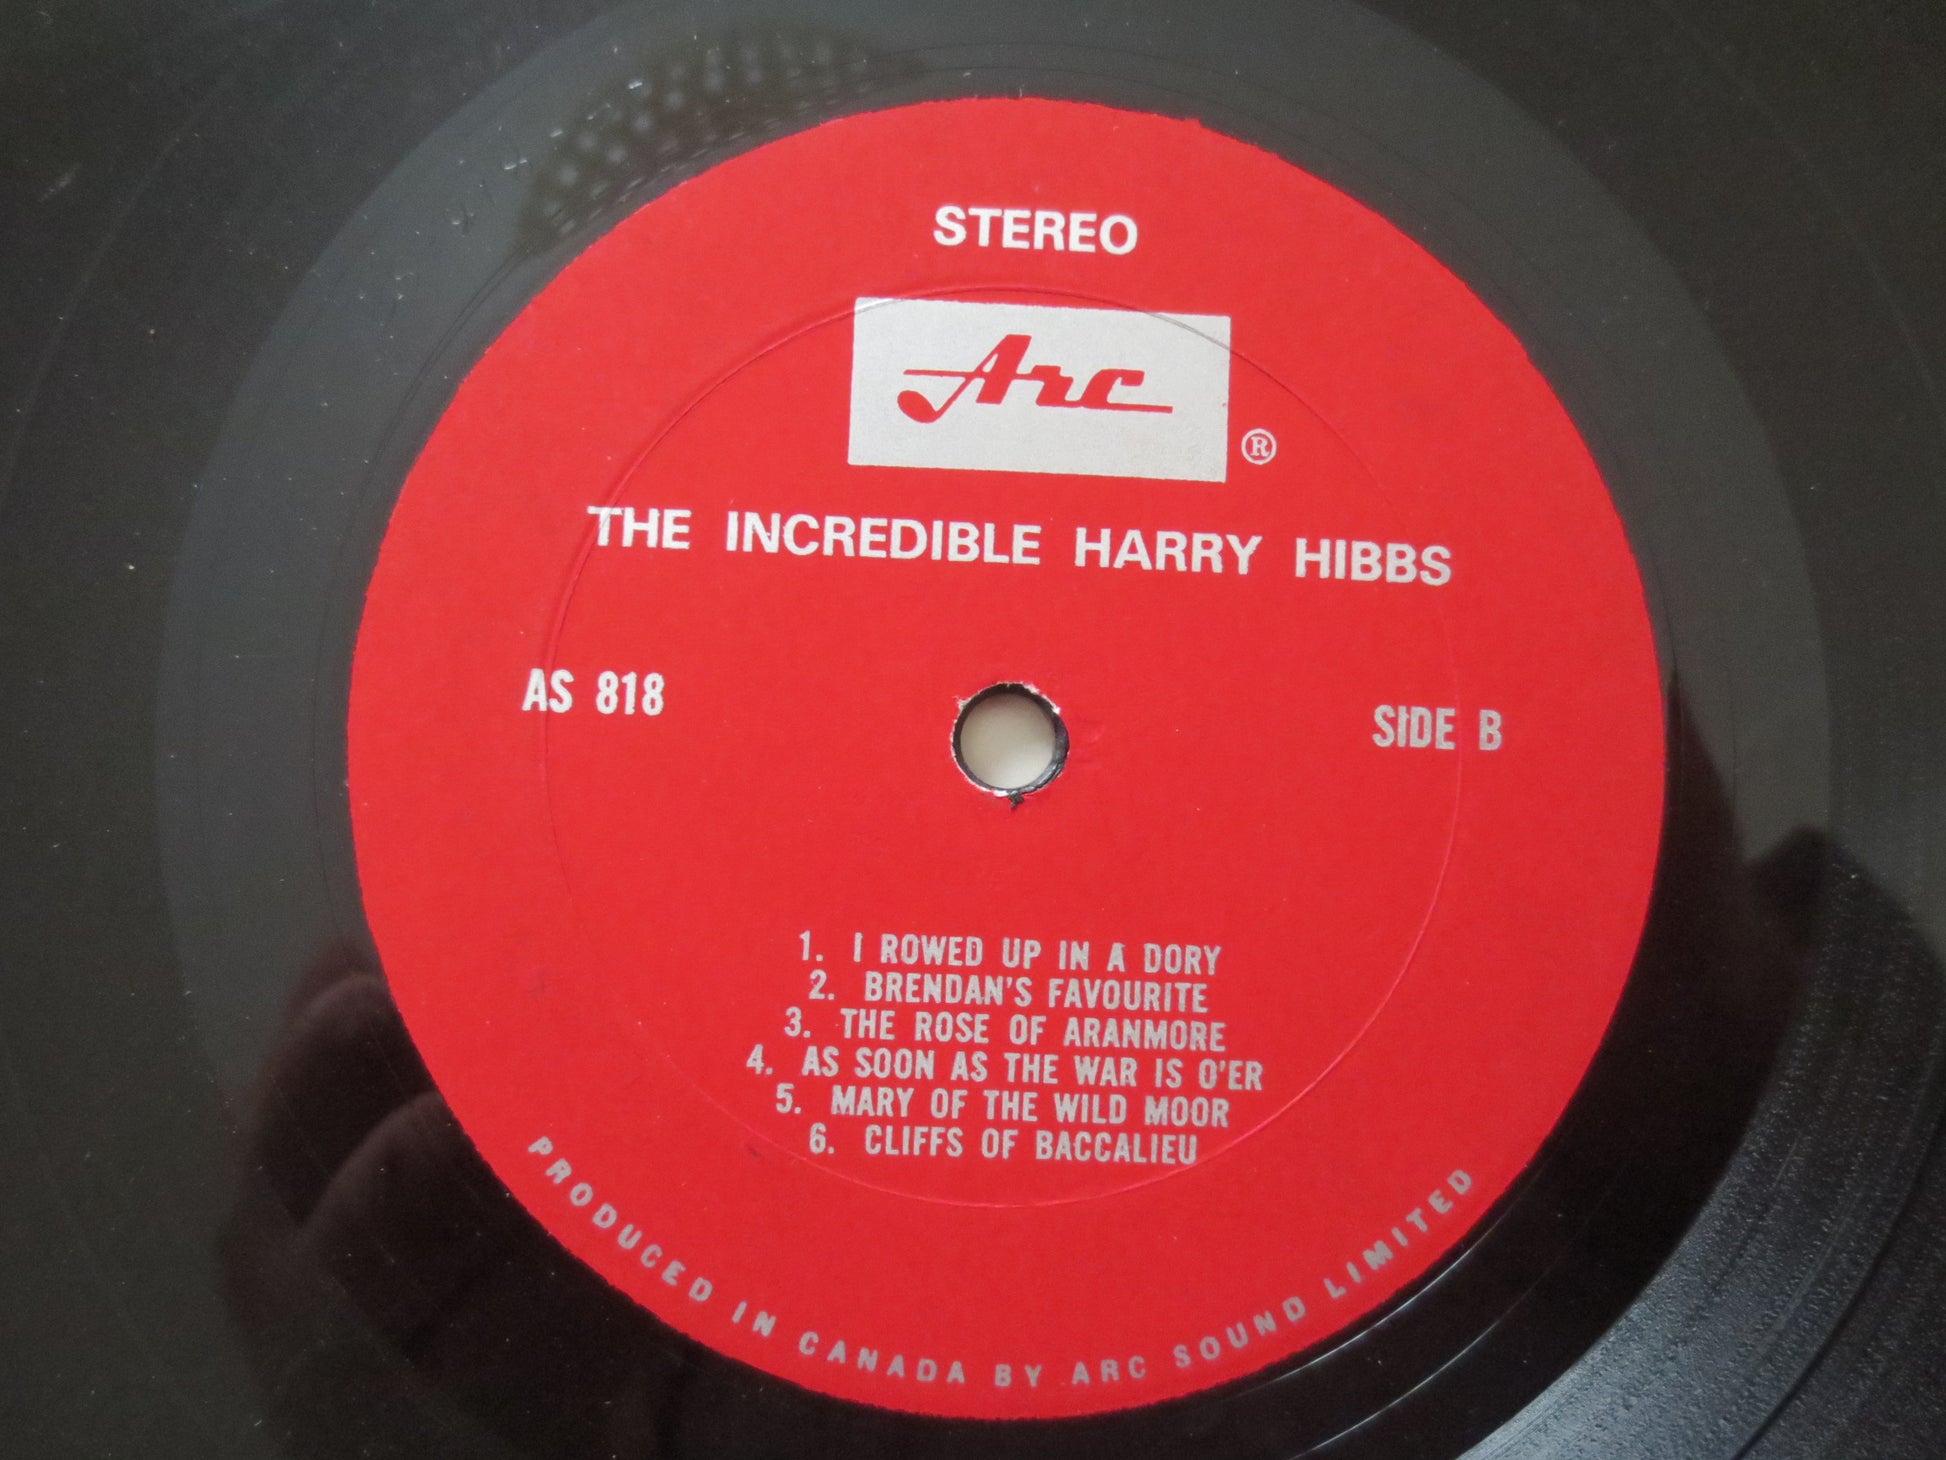 STEREO
Arc
®
THE INCREDIBLE HARRY HIBBS
AS 818
SIDE B
1. I ROWED UP IN A DORY
2. BRENDAN'S FAVOURITE
3. THE ROSE OF ARANMORE
4. AS SOON AS THE WAR IS O'ER
5. MARY OF THE WILD MOOR
6. CLIFFS OF BACCALIEU
PRODUCED IN CANADA BY ARC SOUND LIMITED